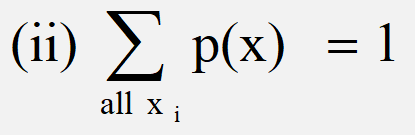 (ii) ∑ p(x) = 1
all x i